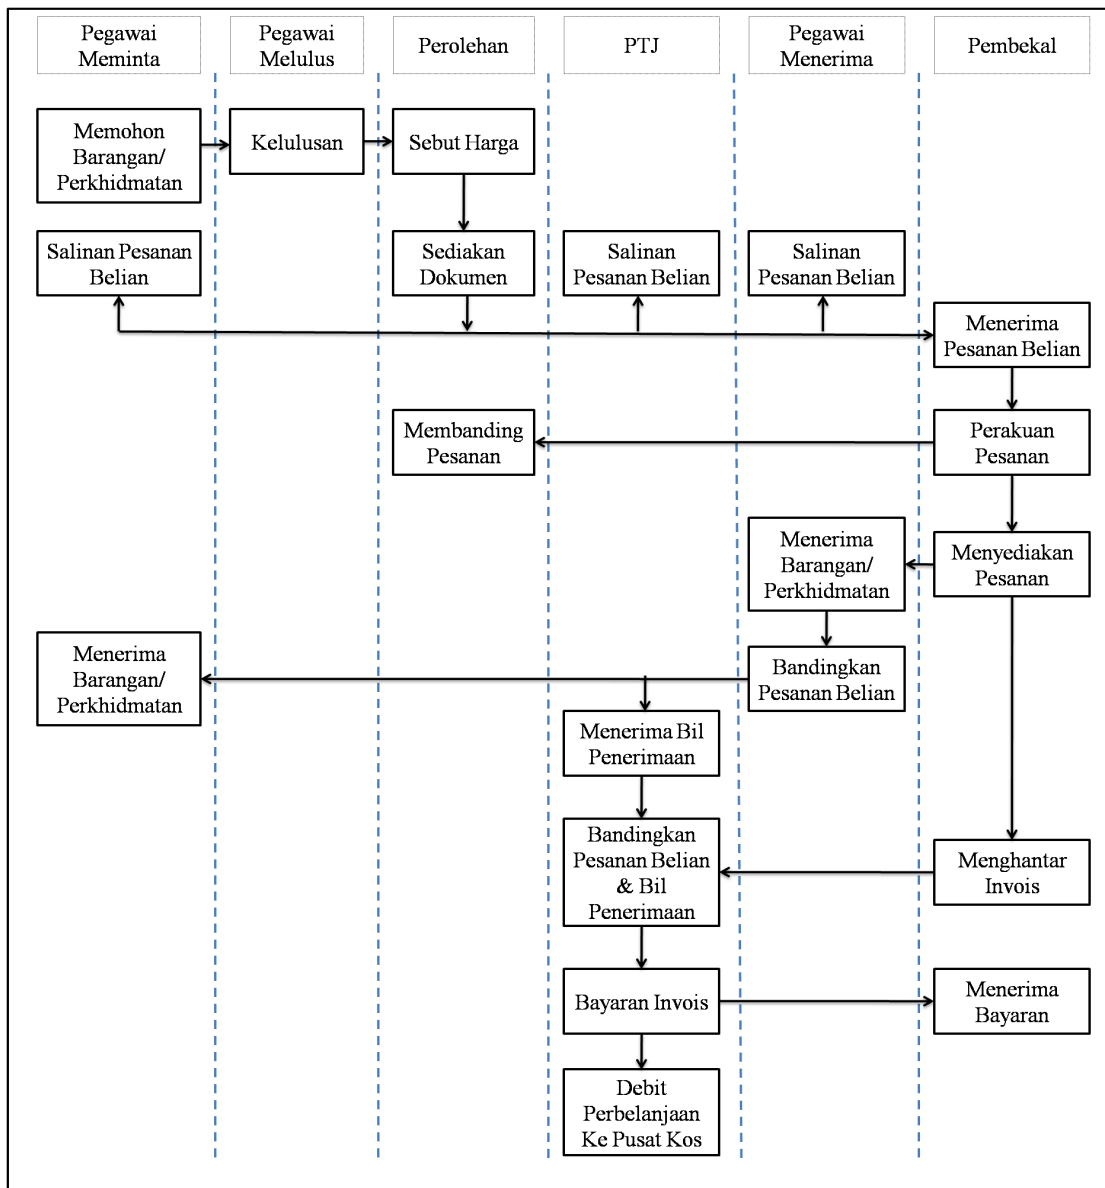 Pegawai
Meminta
Pegawai
Melulus
Perolehan
PTJ
Pegawai
Menerima
Pembekal
Memohon
Barangan/
Perkhidmatan
Kelulusan
Sebut Harga
Salinan Pesanan
Belian
Sediakan
Dokumen
Salinan
Pesanan Belian
Salinan
Pesanan Belian
Menerima
Pesanan Belian
Membanding
Pesanan
Perakuan
Pesanan
Menerima
Barangan/
Perkhidmatan
Menyediakan
Pesanan
Menerima
Barangan/
Perkhidmatan
Bandingkan
Pesanan Belian
Menerima Bil
Penerimaan
Bandingkan
Pesanan Belian
& Bil
Penerimaan
Menghantar
Invois
Bayaran Invois
Menerima
Bayaran
Debit
Perbelanjaan
Ke Pusat Kos